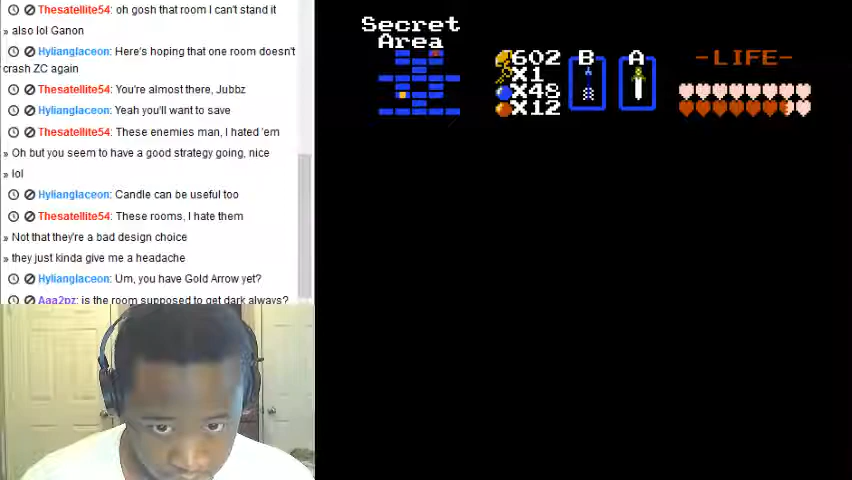 Thesatellite54: oh gosh that room I can't stand it
» also lol Ganon
Hylianglaceon: Here's hoping that one room doesn't
crash ZC again
Thesatellite54: You're almost there, Jubbz
Hylianglaceon: Yeah you'll want to save
Thesatellite54: These enemies man, I hated 'em
» Oh but you seem to have a good strategy going, nice
» lol
Hylianglaceon: Candle can be useful too
Thesatellite54: These rooms, I hate them
» Not that they're a bad design choice
» they just kinda give me a headache
Hylianglaceon: Um, you have Gold Arrow yet?
Aaa2pz: is the room supposed to get dark always?
Secret
Area
602
X1
X48
X12
B
A
-LIFE-